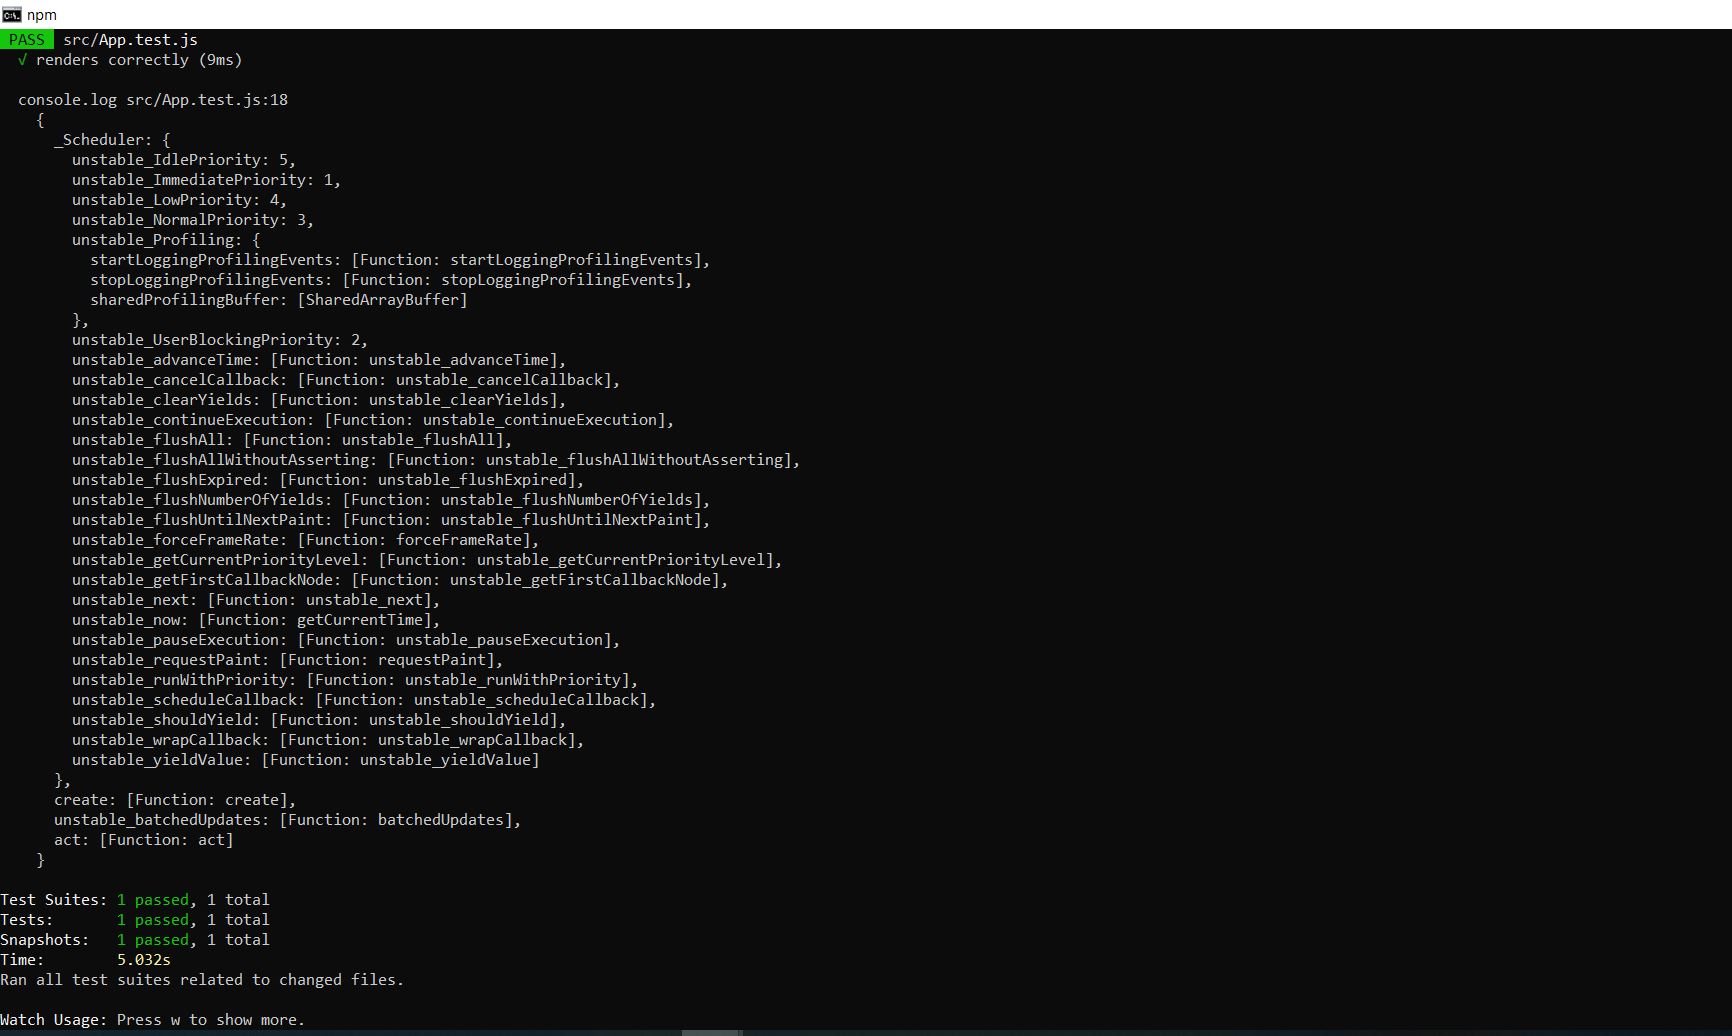 npm
PASS src/App.test.js
√ renders correctly (9ms)
console.log src/App.test.js:18
{
_Scheduler: {
unstable_IdlePriority: 5,
unstable_ImmediatePriority: 1,
unstable_LowPriority: 4,
unstable_NormalPriority: 3,
unstable_Profiling: {
startLoggingProfilingEvents: [Function: startLoggingProfilingEvents],
stopLoggingProfilingEvents: [Function: stopLoggingProfilingEvents],
sharedProfilingBuffer: [SharedArrayBuffer]
},
unstable_UserBlockingPriority: 2,
unstable_advanceTime: [Function: unstable_advanceTime],
unstable_cancelCallback: [Function: unstable_cancelCallback],
unstable_clearYields: [Function: unstable_clearYields],
unstable_continueExecution: [Function: unstable_continueExecution],
unstable_flushAll: [Function: unstable_flushAll],
unstable_flushAllWithoutAsserting: [Function: unstable_flushAllWithoutAsserting],
unstable_flushExpired: [Function: unstable_flushExpired],
unstable_flushNumberOfYields: [Function: unstable_flushNumberOfYields],
unstable_flushUntilNextPaint: [Function: unstable_flushUntilNextPaint],
unstable_forceFrameRate: [Function: forceFrameRate],
unstable_getCurrentPriorityLevel: [Function: unstable_getCurrentPriorityLevel],
unstable_getFirstCallbackNode: [Function: unstable_getFirstCallbackNode],
unstable_next: [Function: unstable_next],
unstable_now: [Function: getCurrentTime],
unstable_pauseExecution: [Function: unstable_pauseExecution],
unstable_requestPaint: [Function: requestPaint],
unstable_runWithPriority: [Function: unstable_runWithPriority],
unstable_scheduleCallback: [Function: unstable_scheduleCallback],
unstable_shouldYield: [Function: unstable_shouldYield],
unstable_wrapCallback: [Function: unstable_wrapCallback],
unstable_yieldValue: [Function: unstable_yieldValue]
},
create: [Function: create],
unstable_batchedUpdates: [Function: batchedUpdates],
act: [Function: act]
}
Test Suites: 1 passed, 1 total
Tests: 1 passed, 1 total
Snapshots: 1 passed, 1 total
Time: 5.032s
Ran all test suites related to changed files.
Watch Usage: Press w to show more.